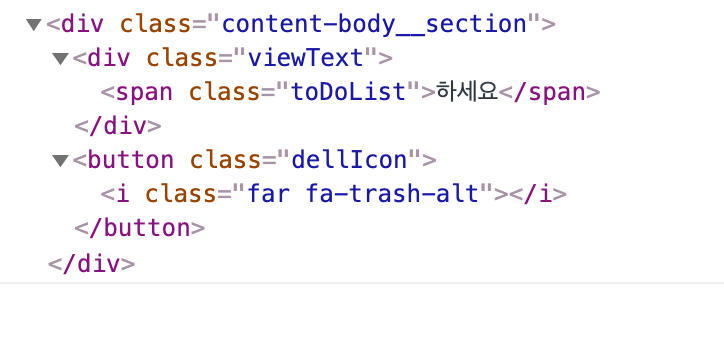 <div class="content-body__section">
<div class="viewText">
<span class="toDoList">하세요</span>
</div>
<button class="dellIcon">
<i class="far fa-trash-alt"></i>
</button>
</div>